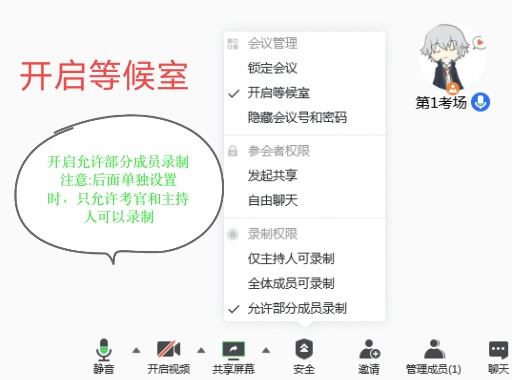 开启等候室
开启允许部分成员录制
注意:后面单独设置
时，只允许考官和主持
人可以录制
会议管理
锁定会议
开启等候室
隐藏会议号和密码
参会者权限
发起共享
自由聊天
录制权限
仅主持人可录制
全体成员可录制
允许部分成员录制
第1考场
静音
开启视频
共享屏幕
安全
邀请
管理成员(1)
聊天